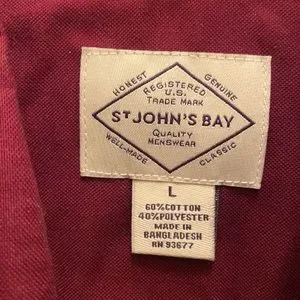 HONEST
GENUINE
REGISTERED
U.S.
TRADE MARK
ST JOHN'S BAY
QUALITY
MENSWEAR
WELL-MADE
CLASSIC
L
60%COTTON
40%POLYESTER
MADE IN
BANGLADESH
RN 93677